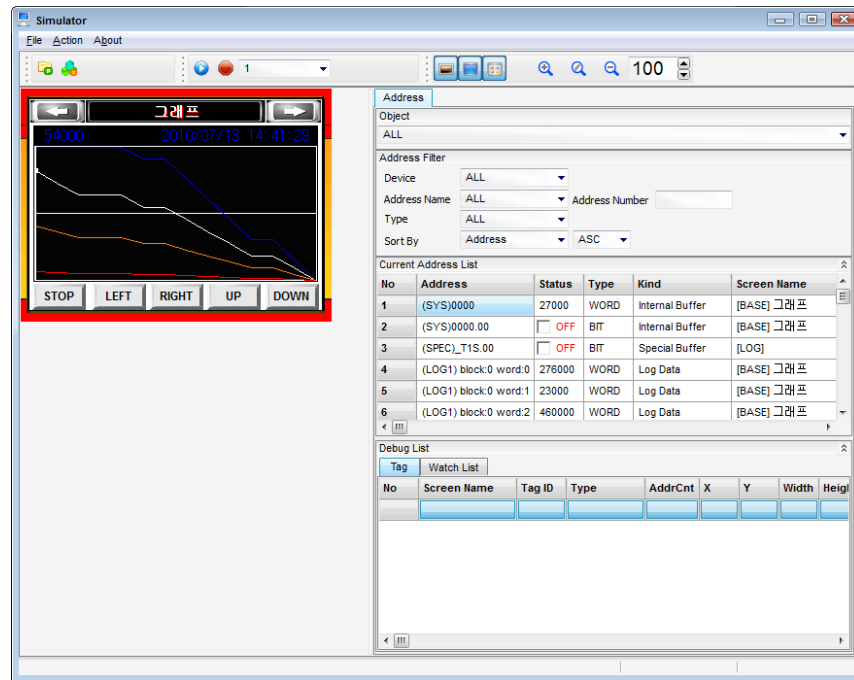 Simulator
File Action About
1
100
그래프
54000 2010/07/13 14:41:29
STOP LEFT RIGHT UP DOWN
Address
Object
ALL
Address Filter
Device ALL
Address Name ALL Address Number
Type ALL
Sort By Address ASC
Current Address List
No Address Status Type Kind Screen Name
1 (SYS)0000 27000 WORD Internal Buffer [BASE] 그래프
2 (SYS)0000.00 OFF BIT Internal Buffer [BASE] 그래프
3 (SPEC)_T1S.00 OFF BIT Special Buffer [LOG]
4 (LOG1) block:0 word:0 276000 WORD Log Data [BASE] 그래프
5 (LOG1) block:0 word:1 23000 WORD Log Data [BASE] 그래프
6 (LOG1) block:0 word:2 460000 WORD Log Data [BASE] 그래프
Debug List
Tag Watch List
No Screen Name Tag ID Type AddrCnt X Y Width Heigl